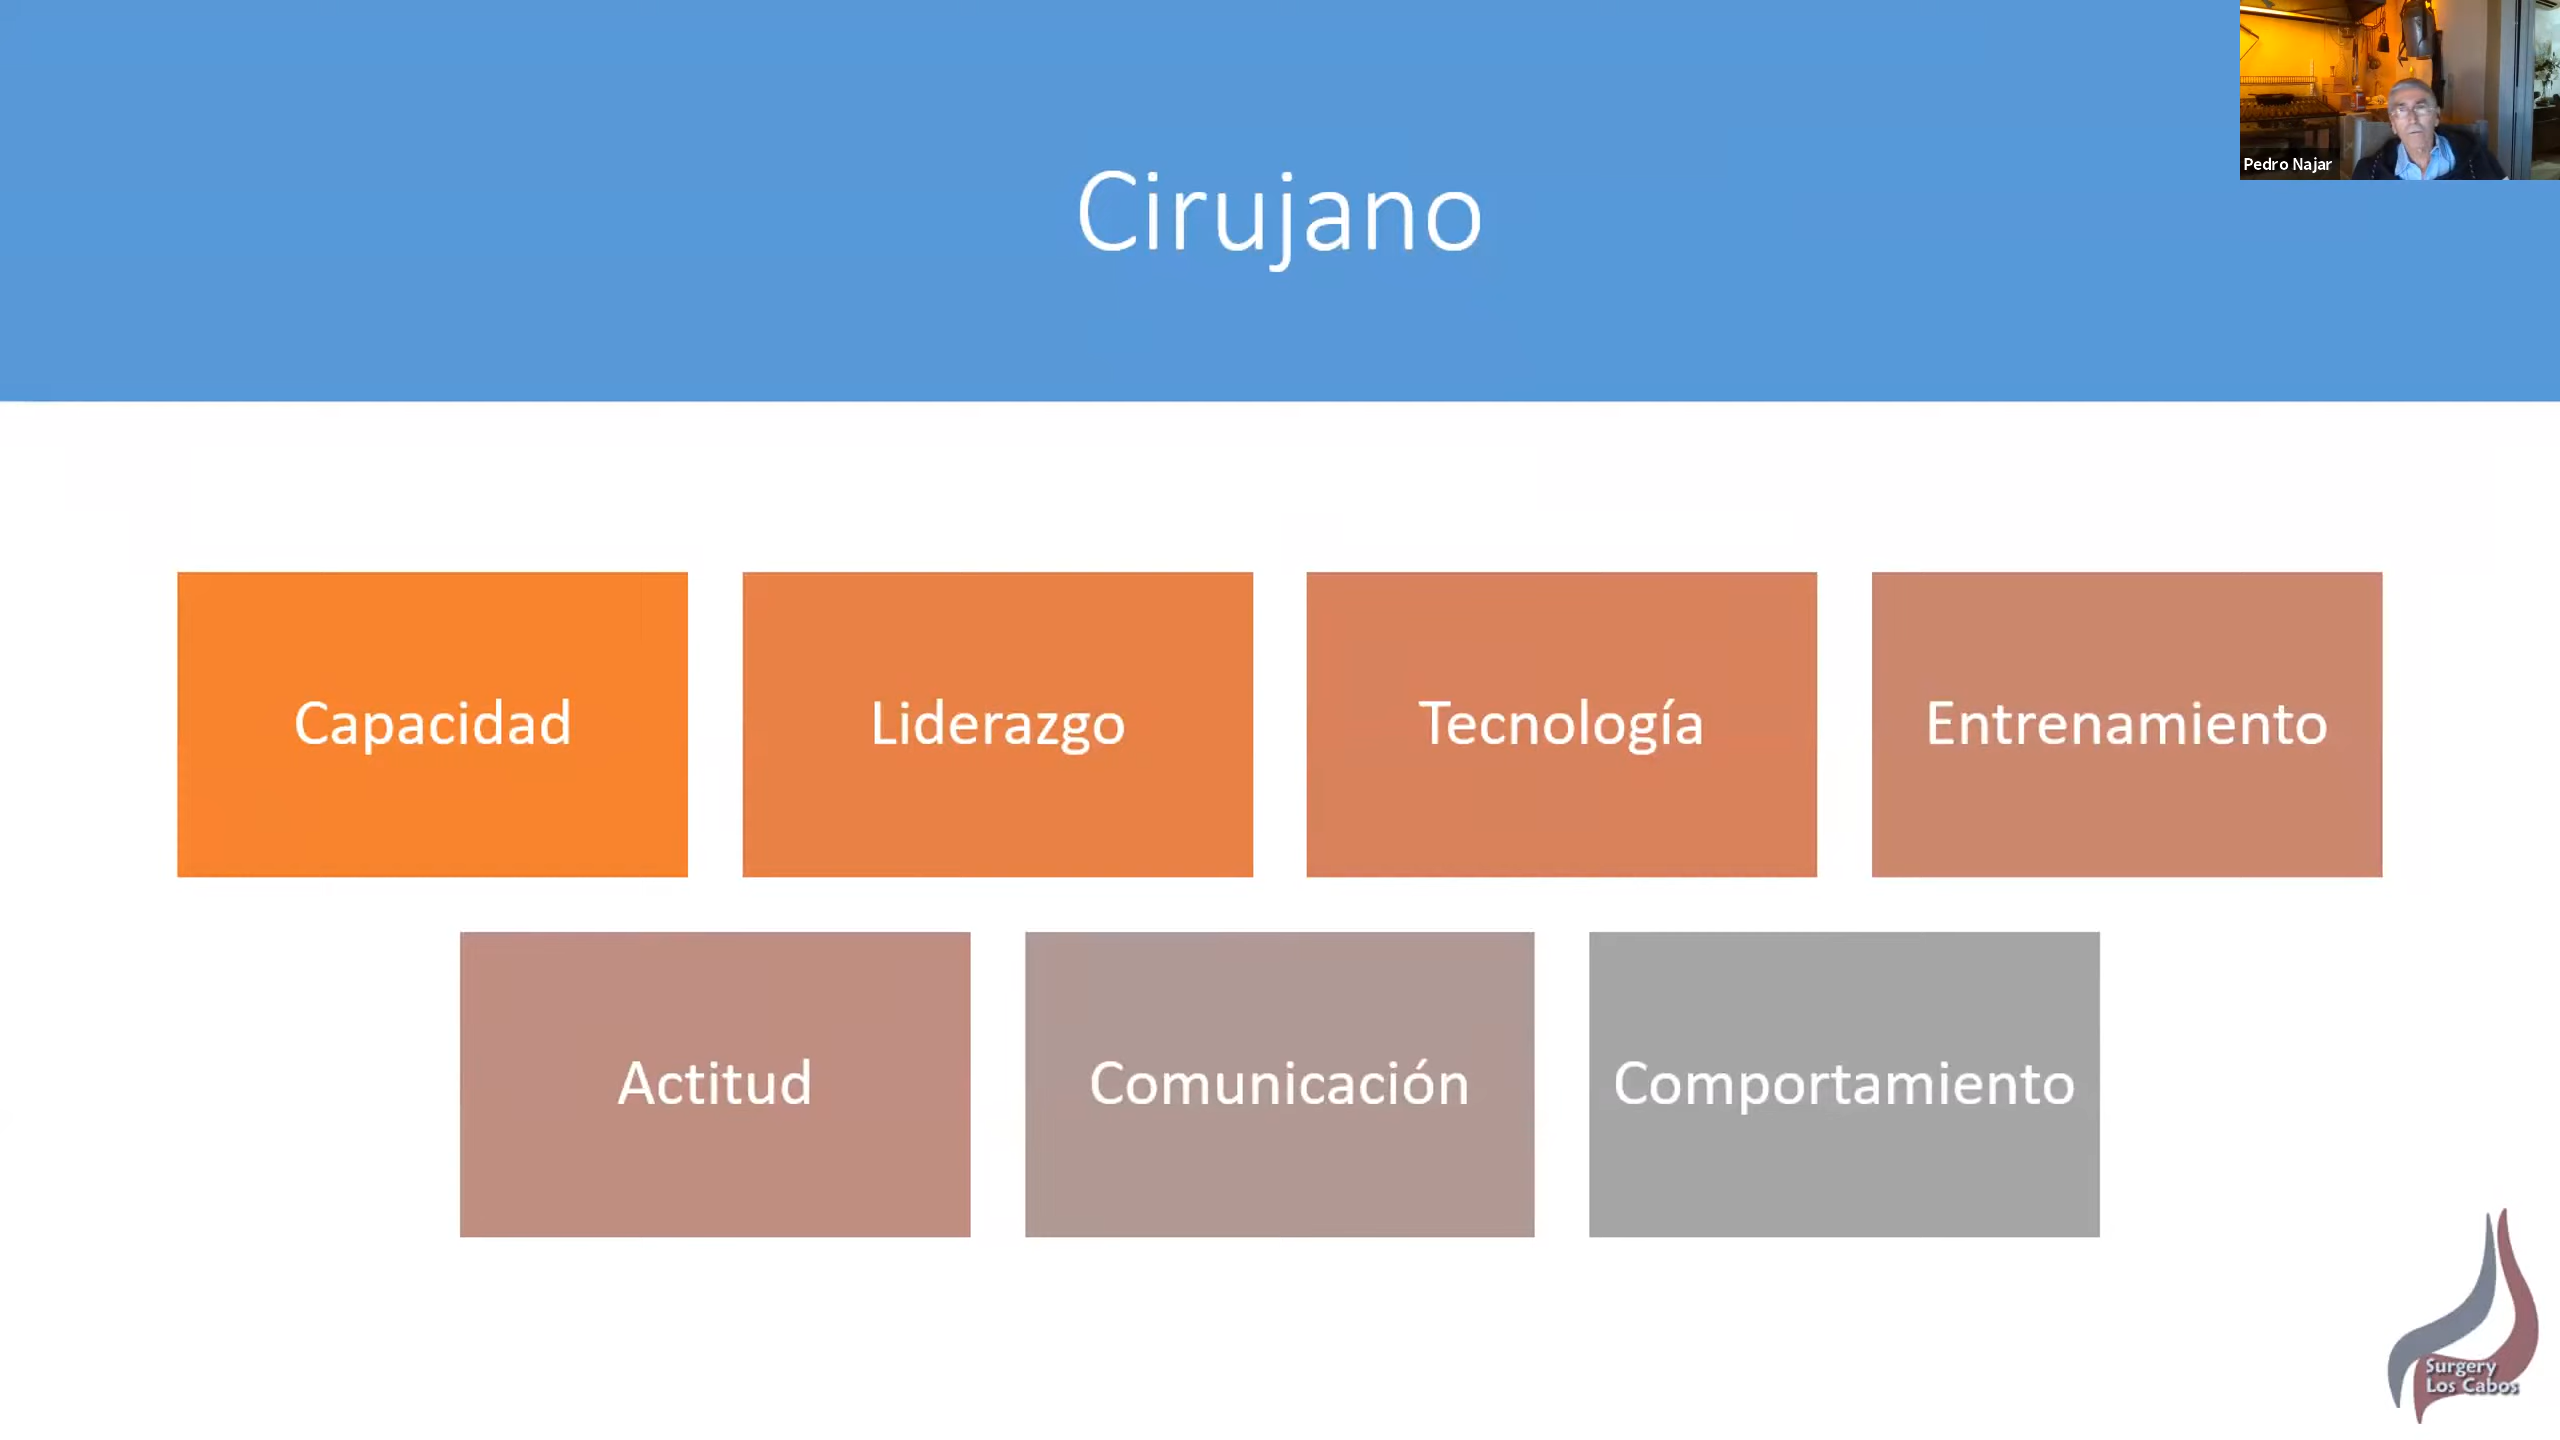 Pedro Najar
Cirujano
Capacidad
Liderazgo
Tecnología
Entrenamiento
Actitud
Comunicación
Comportamiento
Surgery
Los Cabos